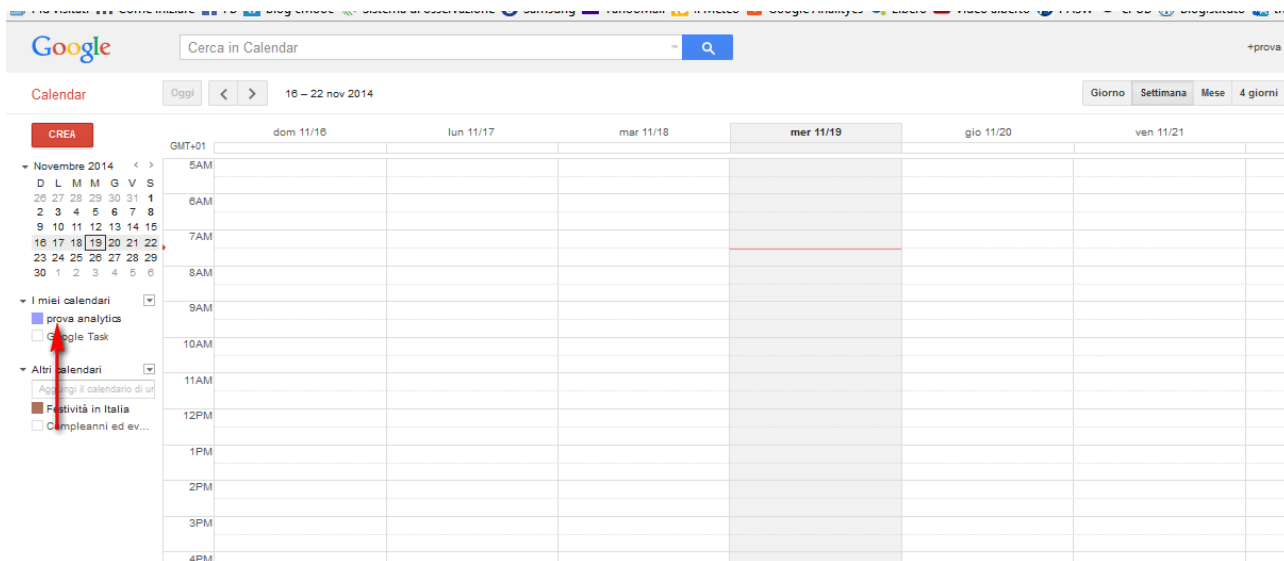 Google
Cerca in Calendar
+prova
Calendar
Oggi
16 – 22 nov 2014
Giorno Settimana Mese 4 giorni
CREA
dom 11/16 lun 11/17 mar 11/18 mer 11/19 gio 11/20 ven 11/21
GMT+01
Novembre 2014
D L M M G V S
26 27 28 29 30 31 1
2 3 4 5 6 7 8
9 10 11 12 13 14 15
16 17 18 19 20 21 22
23 24 25 26 27 28 29
30 1 2 3 4 5 6
I miei calendari
prova analytics
Google Task
Altri calendari
Aggiungi il calendario di ur
Festività in Italia
Compleanni ed ev...
5AM
6AM
7AM
8AM
9AM
10AM
11AM
12PM
1PM
2PM
3PM
4PM